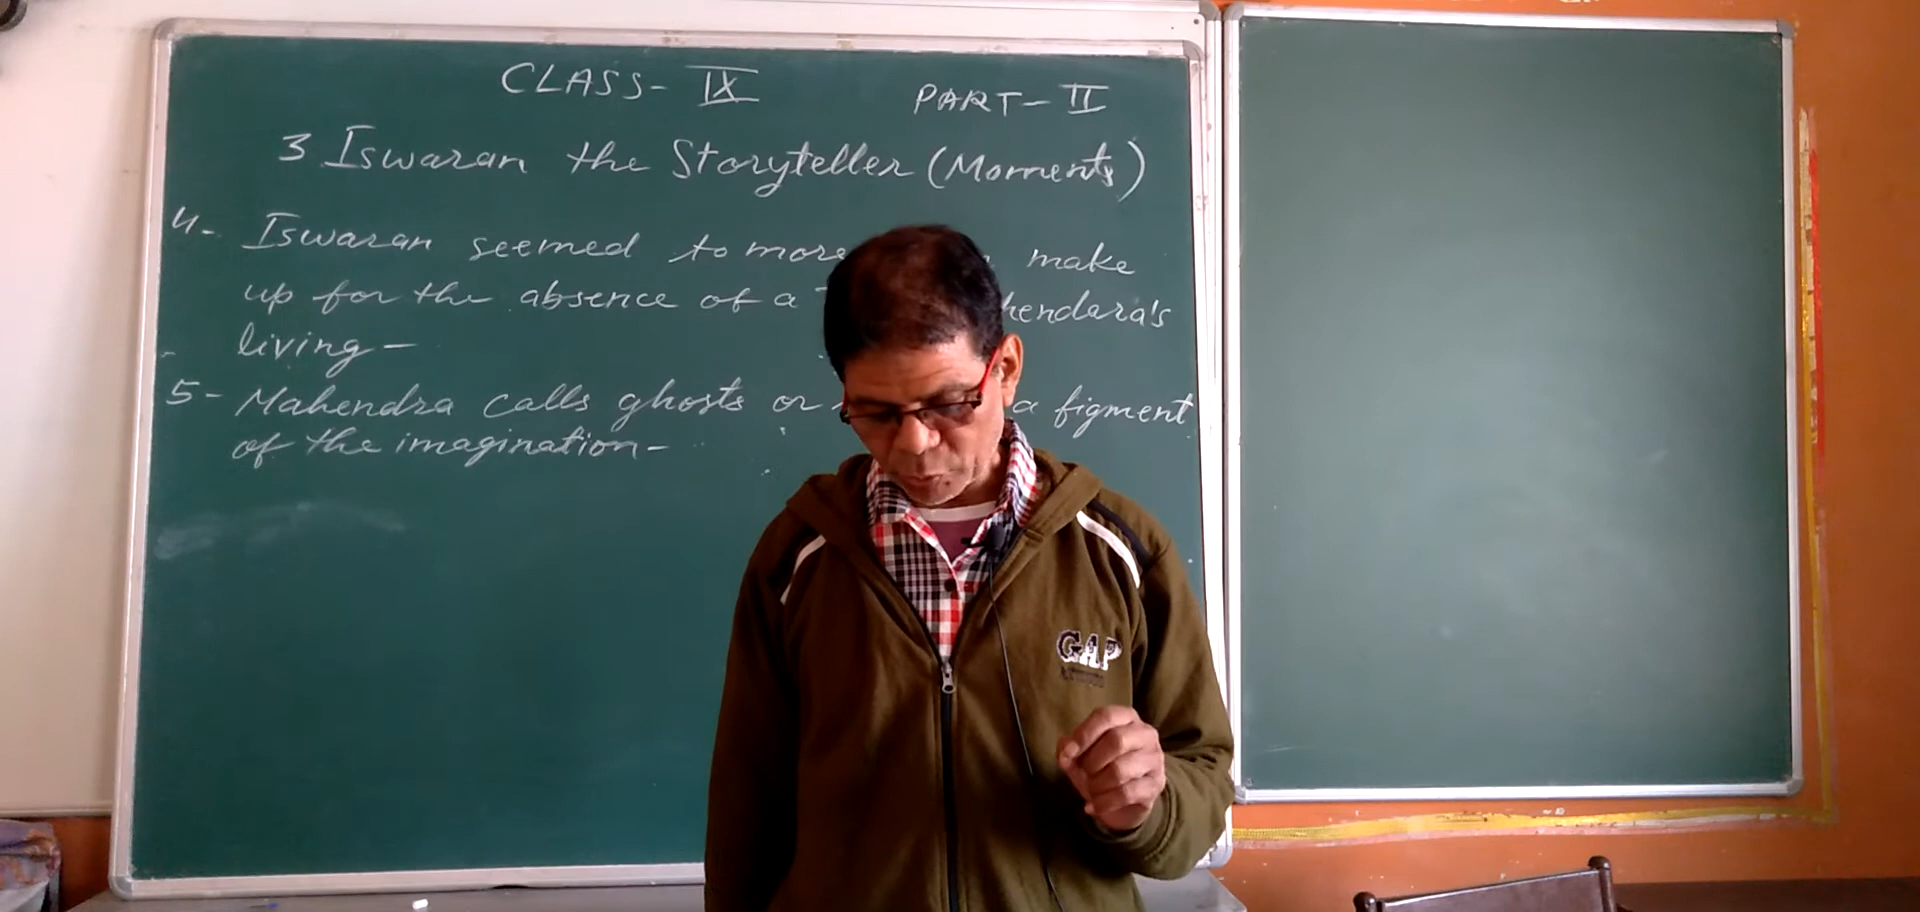 CLASS- IX PART- II
3 Iswaran the Storyteller (Moments)
4- Iswaran seemed to more make
up for the absence of a hendara's
living-
5- Mahendra calls ghosts or a figment
of the imagination-
GAP